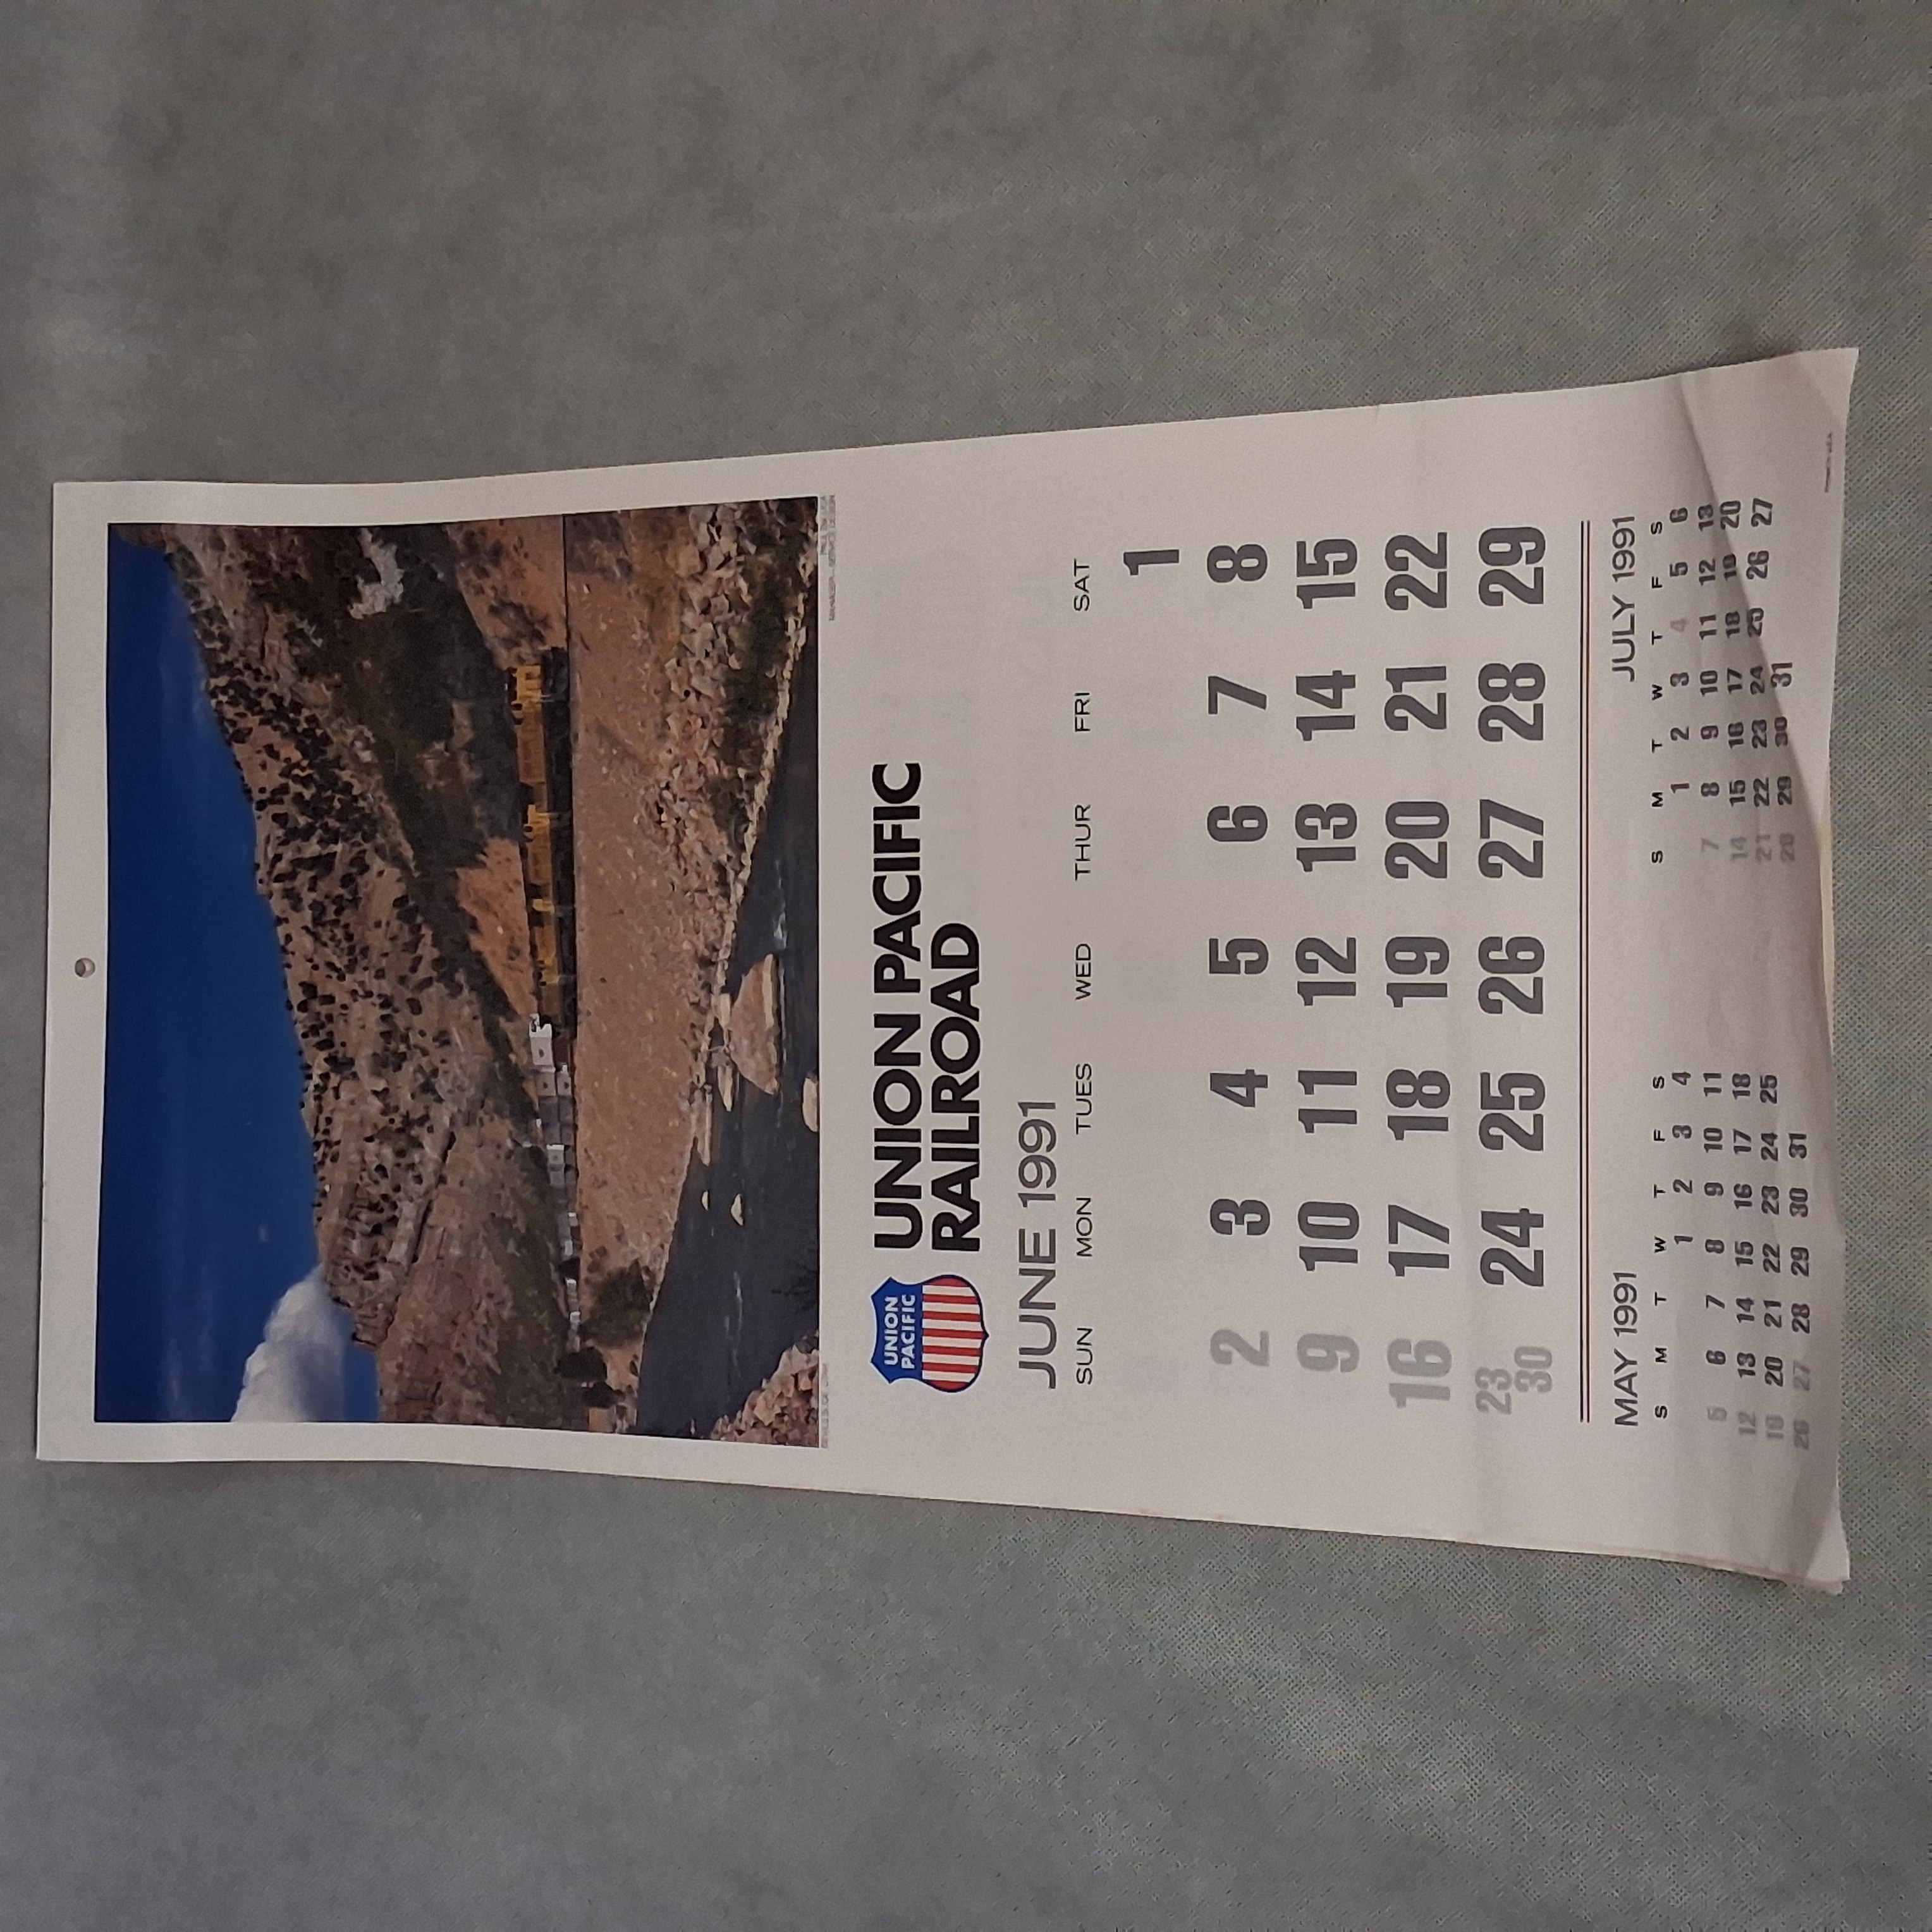 UNION
PACIFIC
UNION PACIFIC
RAILROAD
JUNE 1991
SUN MON TUES WED THUR FRI SAT
1
2 3 4 5 6 7 8
9 10 11 12 13 14 15
16 17 18 19 20 21 22
23 24 25 26 27 28 29
30
MAY 1991
S M T W T F S
1 2 3 4
5 6 7 8 9 10 11
12 13 14 15 16 17 18
19 20 21 22 23 24 25
26 27 28 29 30 31
JULY 1991
S M T W T F S
1 2 3 4 5 6
7 8 9 10 11 12 13
14 15 16 17 18 19 20
21 22 23 24 25 26 27
28 29 30 31